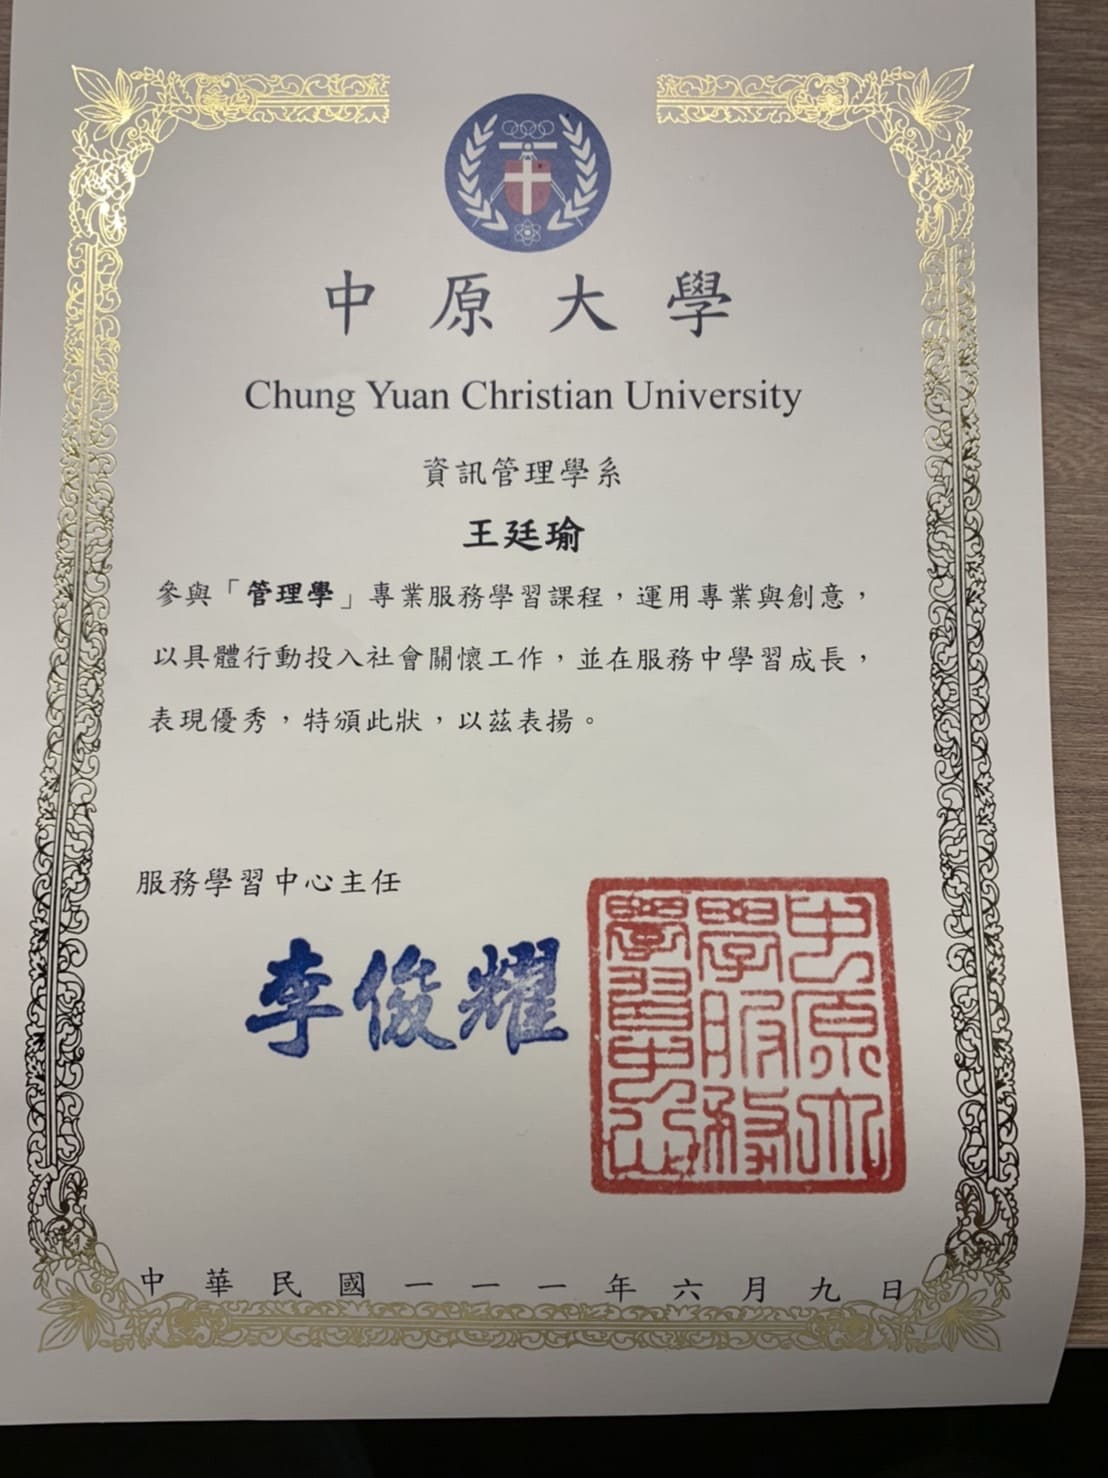 中原大學
Chung Yuan Christian University
資訊管理學系
王廷瑜
參與「管理學」專業服務學習課程，運用專業與創意，
以具體行動投入社會關懷工作，並在服務中學習成長，
表現優秀，特頒此狀，以茲表揚。
服務學習中心主任
李俊耀
中原大
學服務
學習中心
中華民國一一一年六月九日